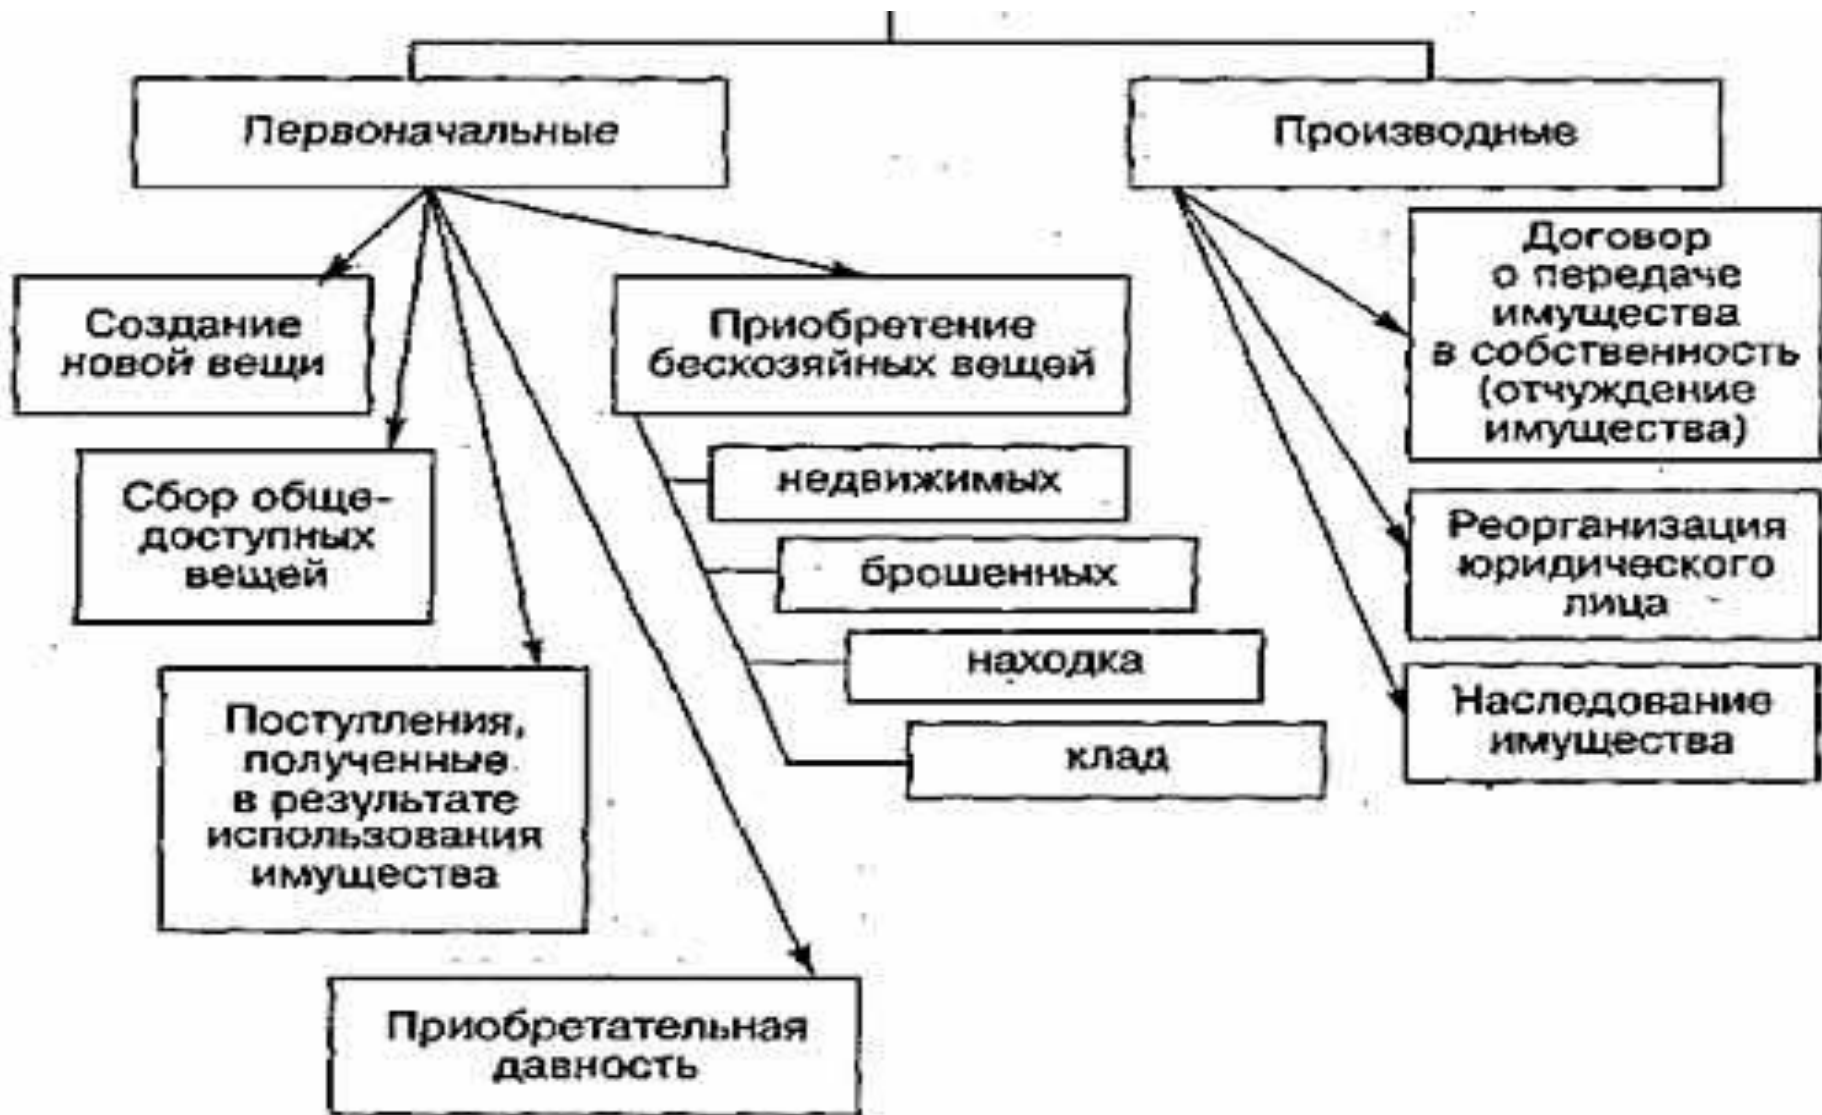 Первоначальные
Производные
Создание
новой вещи
Сбор обще-
доступных
вещей
Поступления,
полученные
в результате
использования
имущества
Приобретательная
давность
Приобретение
бесхозяйных вещей
недвижимых
брошенных
находка
клад
Договор
о передаче
имущества
в собственность
(отчуждение
имущества)
Реорганизация
юридического
лица
Наследование
имущества